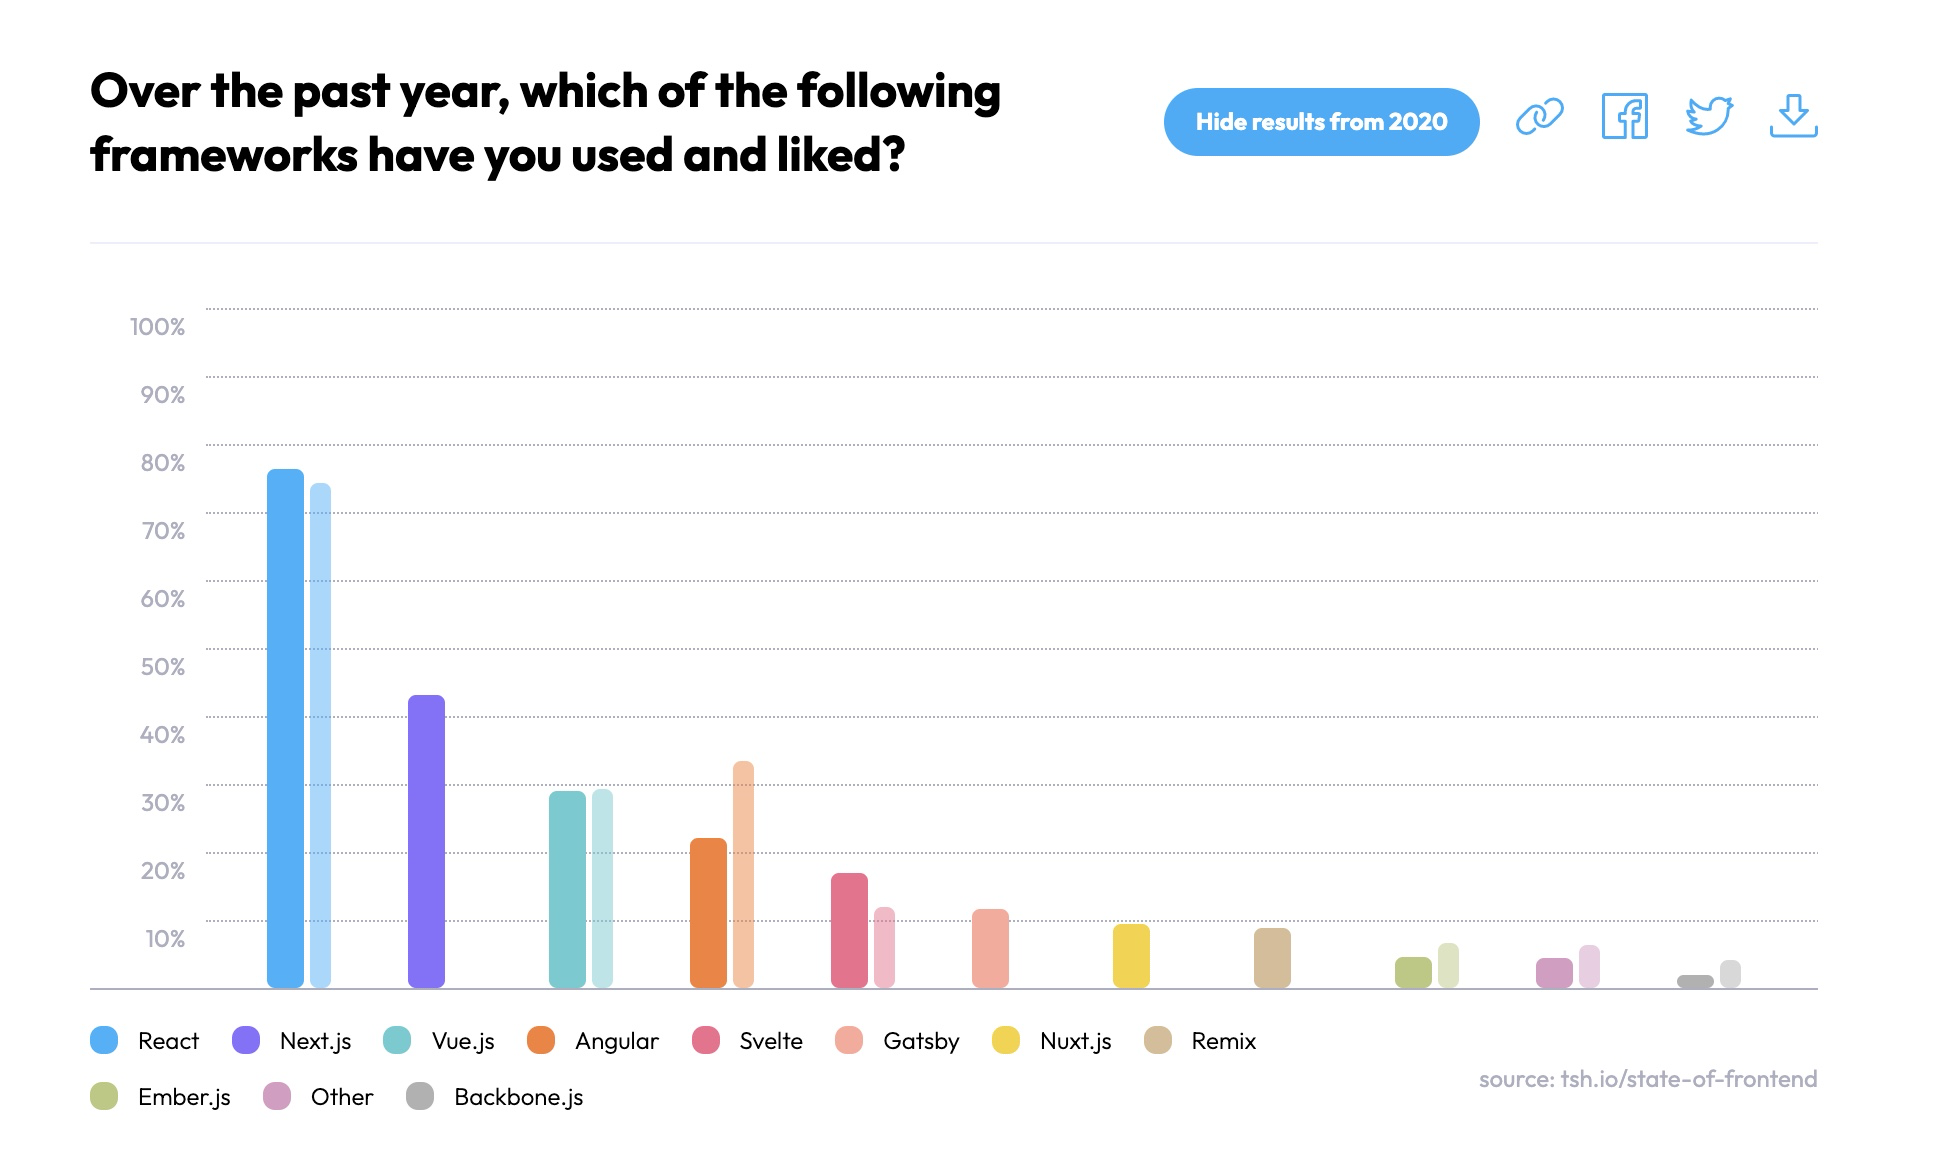 Over the past year, which of the following
frameworks have you used and liked?
Hide results from 2020
100%
90%
80%
70%
60%
50%
40%
30%
20%
10%
React Next.js Vue.js Angular Svelte Gatsby Nuxt.js Remix
Ember.js Other Backbone.js
source: tsh.io/state-of-frontend